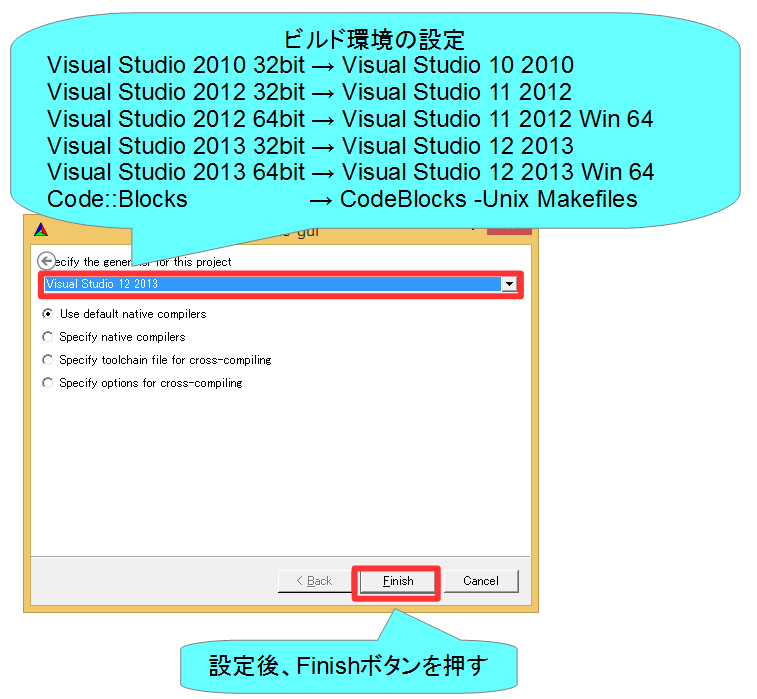 ビルド環境の設定
Visual Studio 2010 32bit → Visual Studio 10 2010
Visual Studio 2012 32bit → Visual Studio 11 2012
Visual Studio 2012 64bit → Visual Studio 11 2012 Win 64
Visual Studio 2013 32bit → Visual Studio 12 2013
Visual Studio 2013 64bit → Visual Studio 12 2013 Win 64
Code::Blocks → CodeBlocks -Unix Makefiles
the for this project
Visual Studio 12 2013
Use default native compilers
Specify native compilers
Specify toolchain file for cross-compiling
Specify options for cross-compiling
< Back
Finish
Cancel
設定後、Finishボタンを押す